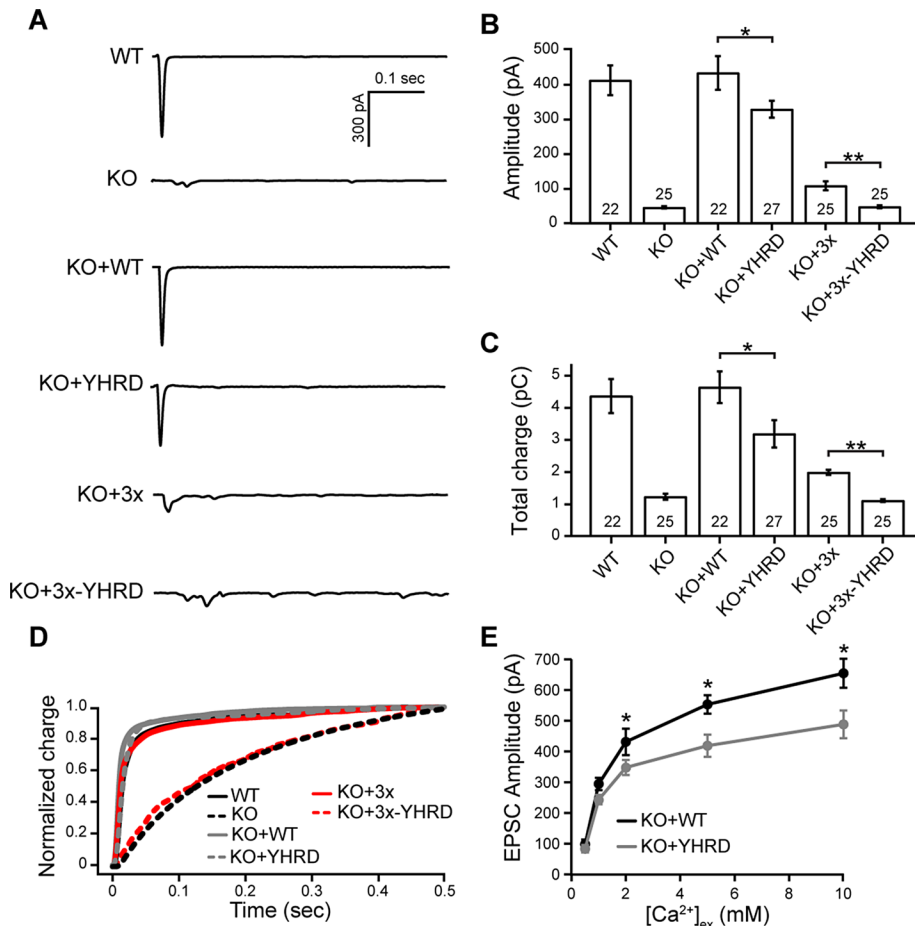 A
WT
0.1 sec
300 pA
KO
KO+WT
KO+YHRD
KO+3x
KO+3x-YHRD
B
Amplitude (pA)
500
400
300
200
100
0
*
**
22
25
22
27
25
25
WT
KO
KO+WT
KO+YHRD
KO+3x
KO+3x-YHRD
C
Total charge (pC)
5
4
3
2
1
0
*
**
22
25
22
27
25
25
WT
KO
KO+WT
KO+YHRD
KO+3x
KO+3x-YHRD
D
Normalized charge
1.0
0.8
0.6
0.4
0.2
0
WT
KO
KO+WT
KO+YHRD
KO+3x
KO+3x-YHRD
0
0.1
0.2
0.3
0.4
0.5
Time (sec)
E
EPSC Amplitude (pA)
700
600
500
400
300
200
100
0
*
*
*
KO+WT
KO+YHRD
0
2
4
6
8
10
[Ca²⁺]ex (mM)